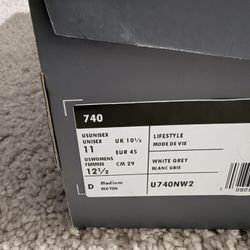 740
USUNISEX
UNISEX
11
UK 10½
EUR 45
LIFESTYLE
MODE DE VIE
USWOMENS
FEMMES
12½
CM 29
WHITE GREY
BLANC GRIS
D Medium
MOYEN
U740NW2